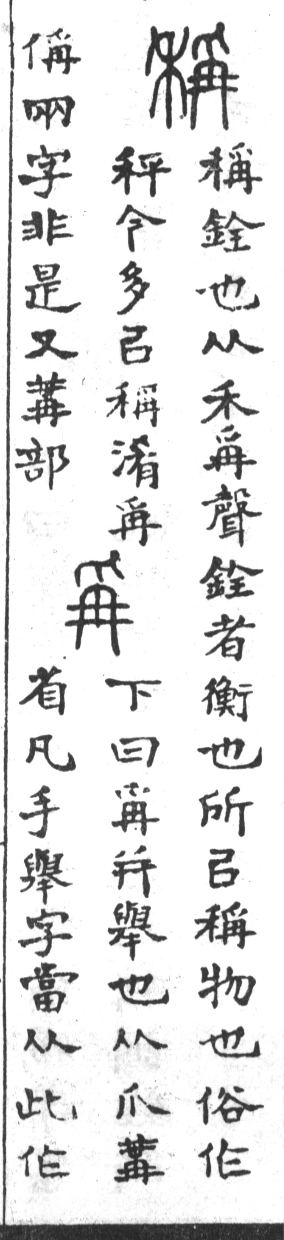 稱
稱銓也从禾爯聲銓者衡也所㠯稱物也俗作
秤今多㠯稱淆爯
偁㒳字非是又冓部
爯
下曰爯幷舉也从爪冓
省凡手舉字當从此作